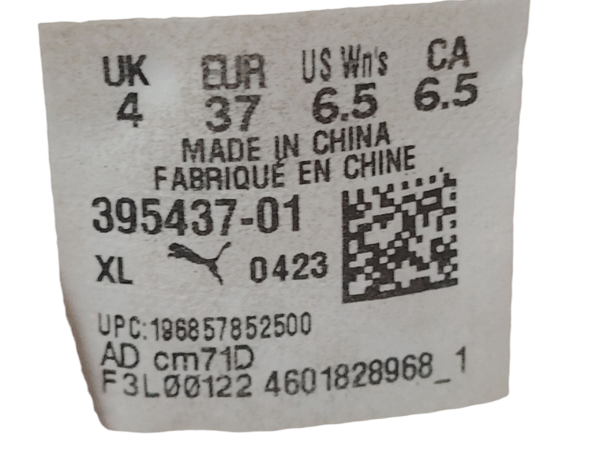 UK EUR US Wn's CA
4 37 6.5 6.5
MADE IN CHINA
FABRIQUÉ EN CHINE
395437-01
XL 0423
UPC:196857852500
AD cm71D
F3L00122 4601828968_1